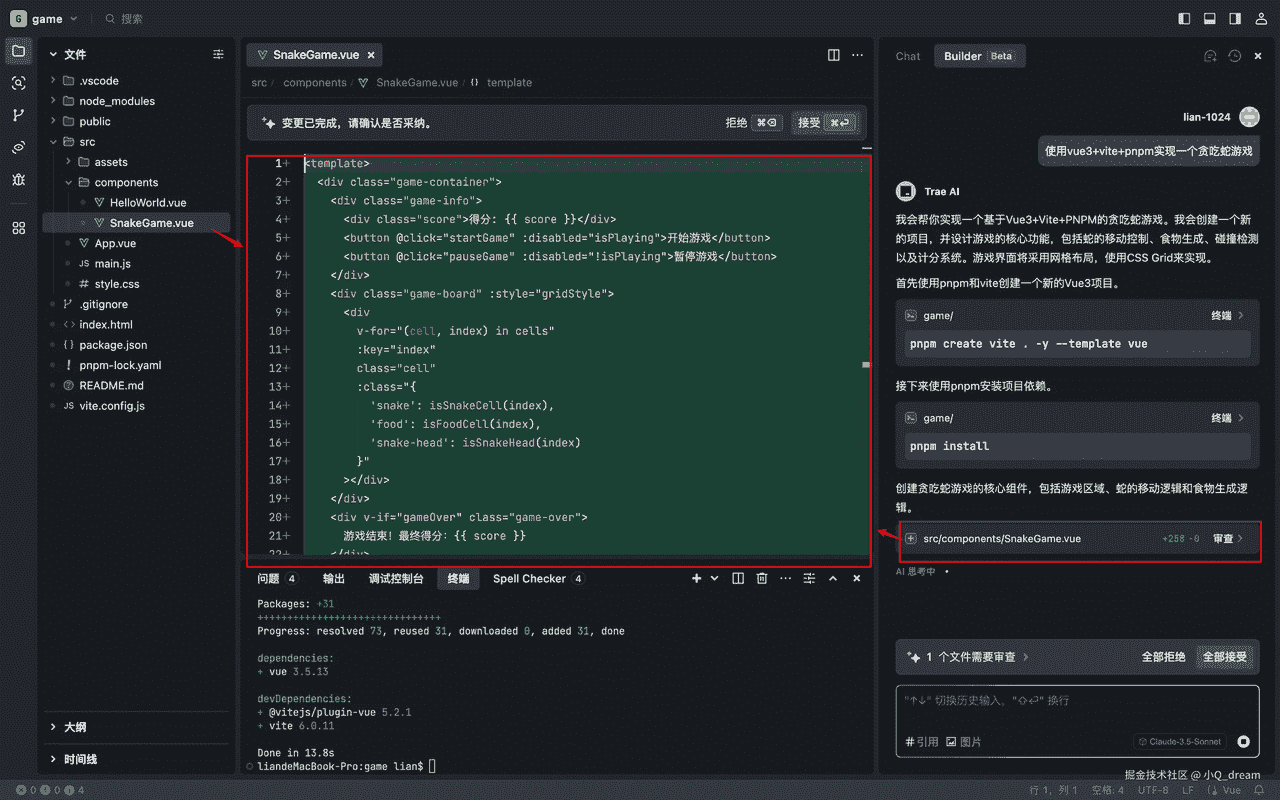 G game
搜索
文件
.vscode
node_modules
public
src
assets
components
HelloWorld.vue
SnakeGame.vue
App.vue
JS main.js
# style.css
.gitignore
<> index.html
{} package.json
! pnpm-lock.yaml
README.md
JS vite.config.js
大纲
时间线
SnakeGame.vue ×
src / components / SnakeGame.vue / {} template
变更已完成，请确认是否采纳。
拒绝 ⌘⌫ 接受 ⌘↩
1+ <template>
2+ <div class="game-container">
3+ <div class="game-info">
4+ <div class="score">得分: {{ score }}</div>
5+ <button @click="startGame" :disabled="isPlaying">开始游戏</button>
6+ <button @click="pauseGame" :disabled="!isPlaying">暂停游戏</button>
7+ </div>
8+ <div class="game-board" :style="gridStyle">
9+ <div
10+ v-for="(cell, index) in cells"
11+ :key="index"
12+ class="cell"
13+ :class="{
14+ 'snake': isSnakeCell(index),
15+ 'food': isFoodCell(index),
16+ 'snake-head': isSnakeHead(index)
17+ }"
18+ ></div>
19+ </div>
20+ <div v-if="gameOver" class="game-over">
21+ 游戏结束! 最终得分: {{ score }}
22+ </div>
问题 4 输出 调试控制台 终端 Spell Checker 4
Packages: +31
+++++++++++++++++++++++++++++++
Progress: resolved 73, reused 31, downloaded 0, added 31, done
dependencies:
+ vue 3.5.13
devDependencies:
+ @vitejs/plugin-vue 5.2.1
+ vite 6.0.11
Done in 13.8s
liandeMacBook-Pro:game lian$
Chat Builder Beta
lian-1024
使用vue3+vite+pnpm实现一个贪吃蛇游戏
Trae AI
我会帮你实现一个基于Vue3+Vite+PNPM的贪吃蛇游戏。我会创建一个新
的项目，并设计游戏的核心功能，包括蛇的移动控制、食物生成、碰撞检测
以及计分系统。游戏界面将采用网格布局，使用CSS Grid来实现。
首先使用pnpm和vite创建一个新的Vue3项目。
game/ 终端
pnpm create vite . -y --template vue
接下来使用pnpm安装项目依赖。
game/ 终端
pnpm install
创建贪吃蛇游戏的核心组件，包括游戏区域、蛇的移动逻辑和食物生成逻
辑。
src/components/SnakeGame.vue +258 -0 审查
AI 思考中
1 个文件需要审查 全部拒绝 全部接受
"↑↓" 切换历史输入，"⇧↩" 换行
# 引用 图片 Claude-3.5-Sonnet
掘金技术社区 @ 小Q_dream
0 0 4
行 1，列 1 空格: 4 UTF-8 LF Vue